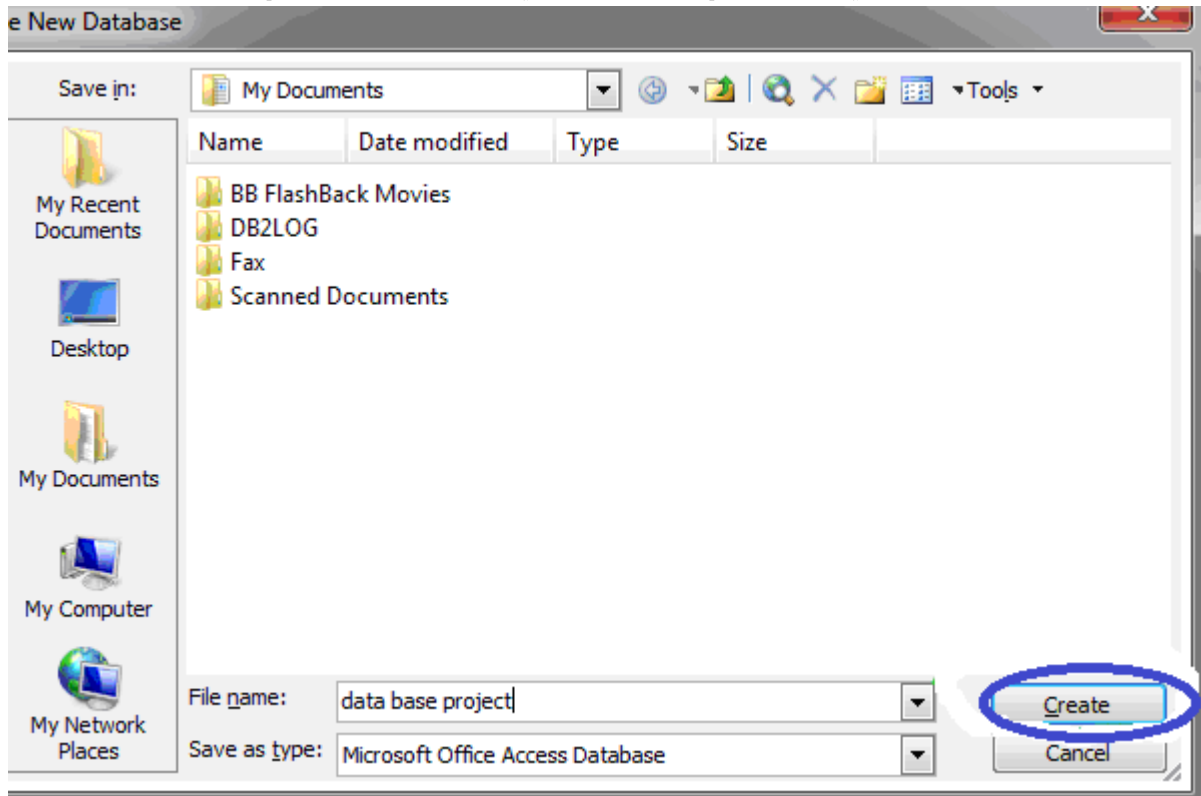 e New Database
X
Save in:
My Documents
Tools
Name Date modified Type Size
BB FlashBack Movies
DB2LOG
Fax
Scanned Documents
My Recent
Documents
Desktop
My Documents
My Computer
My Network
Places
File name: data base project
Create
Save as type: Microsoft Office Access Database
Cancel